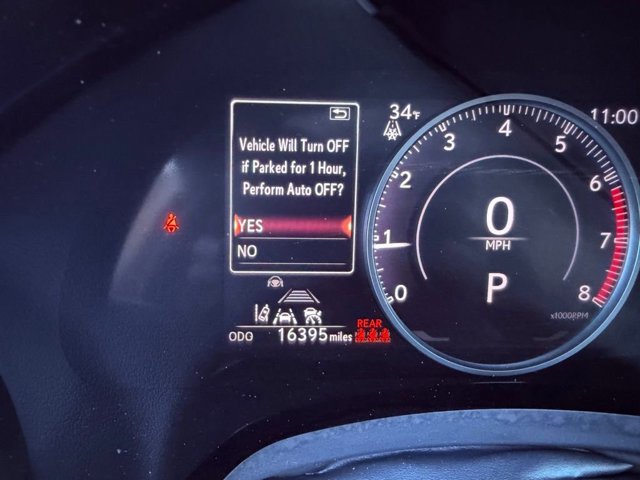 34°F
11:00
Vehicle Will Turn OFF
if Parked for 1 Hour,
Perform Auto OFF?
YES
NO
0
1
2
3
4
5
6
7
8
0
MPH
P
x1000RPM
ODO 16395 miles
REAR